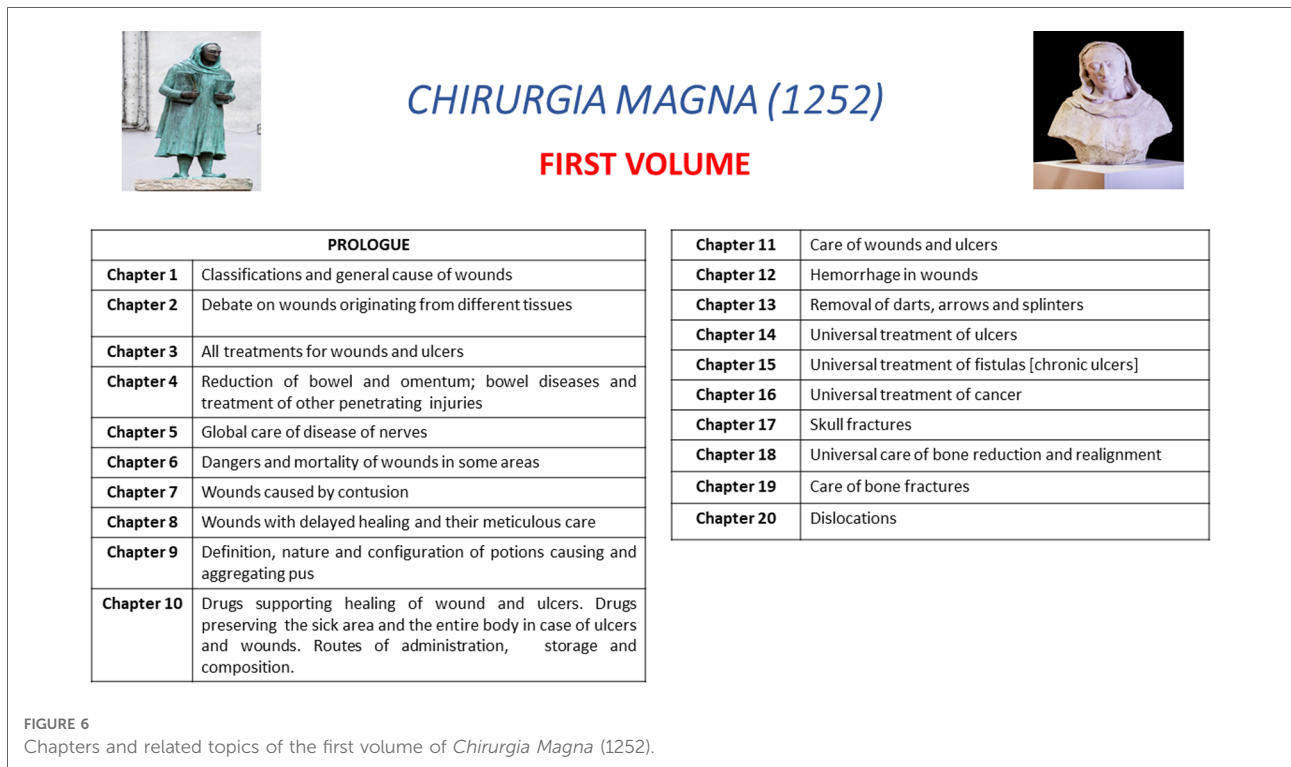 CHIRURGIA MAGNA (1252)
FIRST VOLUME
PROLOGUE
Chapter 1 Classifications and general cause of wounds
Chapter 2 Debate on wounds originating from different tissues
Chapter 3 All treatments for wounds and ulcers
Chapter 4 Reduction of bowel and omentum; bowel diseases and
treatment of other penetrating injuries
Chapter 5 Global care of disease of nerves
Chapter 6 Dangers and mortality of wounds in some areas
Chapter 7 Wounds caused by contusion
Chapter 8 Wounds with delayed healing and their meticulous care
Chapter 9 Definition, nature and configuration of potions causing and
aggregating pus
Chapter 10 Drugs supporting healing of wound and ulcers. Drugs
preserving the sick area and the entire body in case of ulcers
and wounds. Routes of administration, storage and
composition.
Chapter 11 Care of wounds and ulcers
Chapter 12 Hemorrhage in wounds
Chapter 13 Removal of darts, arrows and splinters
Chapter 14 Universal treatment of ulcers
Chapter 15 Universal treatment of fistulas [chronic ulcers]
Chapter 16 Universal treatment of cancer
Chapter 17 Skull fractures
Chapter 18 Universal care of bone reduction and realignment
Chapter 19 Care of bone fractures
Chapter 20 Dislocations
FIGURE 6
Chapters and related topics of the first volume of Chirurgia Magna (1252).